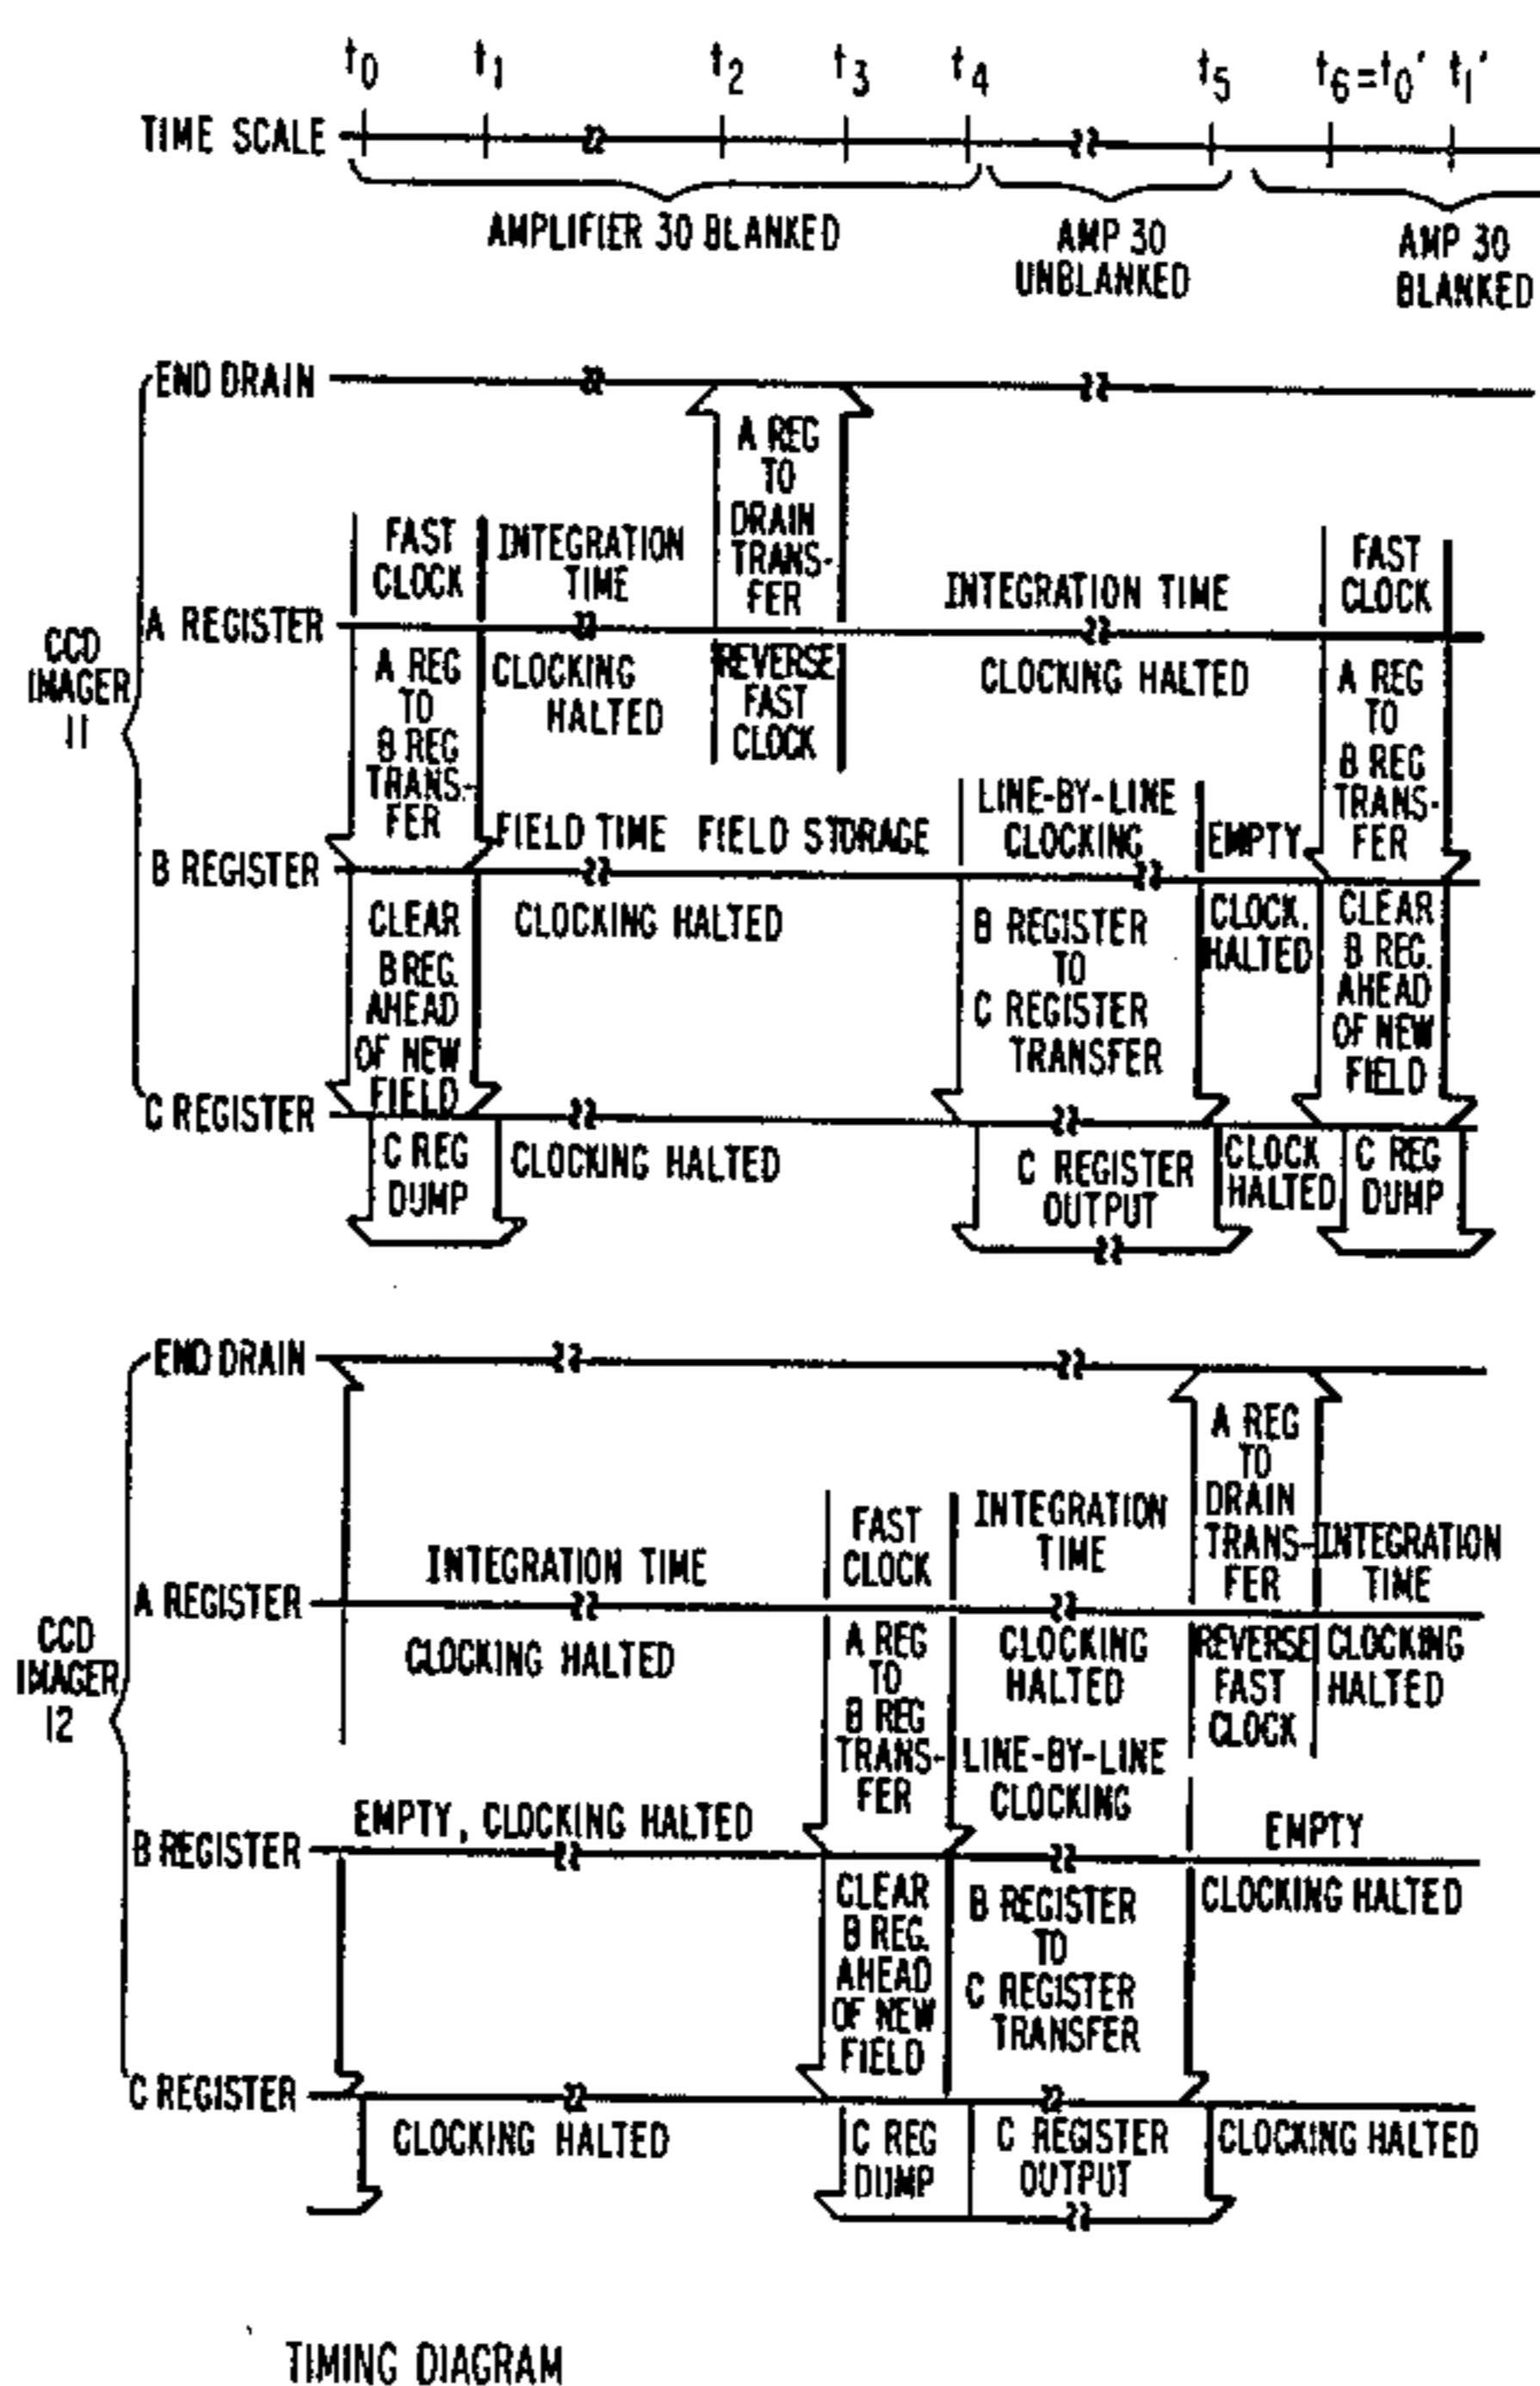 t0 t1 t2 t3 t4 t5 t6=t0' t1'
TIME SCALE
AMPLIFIER 30 BLANKED
AMP 30
UNBLANKED
AMP 30
BLANKED
CCD
IMAGER
11
END DRAIN
A REG
TO
DRAIN
TRANS-
FER
FAST
CLOCK
INTEGRATION
TIME
INTEGRATION TIME
FAST
CLOCK
A REGISTER
A REG
TO
B REG
TRANS-
FER
CLOCKING
HALTED
REVERSE
FAST
CLOCK
CLOCKING HALTED
A REG
TO
B REG
TRANS-
FER
FIELD TIME FIELD STORAGE
LINE-BY-LINE
CLOCKING
EMPTY
B REGISTER
CLEAR
B REG.
AHEAD
OF NEW
FIELD
CLOCKING HALTED
B REGISTER
TO
C REGISTER
TRANSFER
CLOCK.
HALTED
CLEAR
B REG.
AHEAD
OF NEW
FIELD
C REGISTER
C REG
DUMP
CLOCKING HALTED
C REGISTER
OUTPUT
CLOCK
HALTED
C REG
DUMP
CCD
IMAGER
12
END DRAIN
A REG
TO
DRAIN
TRANS-
FER
INTEGRATION TIME
FAST
CLOCK
INTEGRATION
TIME
INTEGRATION
TIME
A REGISTER
CLOCKING HALTED
A REG
TO
B REG
TRANS-
FER
CLOCKING
HALTED
REVERSE
FAST
CLOCK
CLOCKING
HALTED
EMPTY, CLOCKING HALTED
LINE-BY-LINE
CLOCKING
EMPTY
B REGISTER
CLEAR
B REG.
AHEAD
OF NEW
FIELD
B REGISTER
TO
C REGISTER
TRANSFER
CLOCKING HALTED
C REGISTER
CLOCKING HALTED
C REG
DUMP
C REGISTER
OUTPUT
CLOCKING HALTED
TIMING DIAGRAM